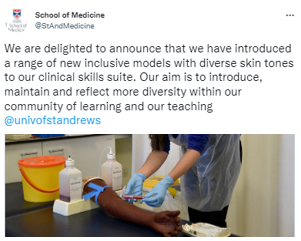 School of Medicine
@StAndMedicine
We are delighted to announce that we have introduced
a range of new inclusive models with diverse skin tones
to our clinical skills suite. Our aim is to introduce,
maintain and reflect more diversity within our
community of learning and our teaching
@univofstandrews